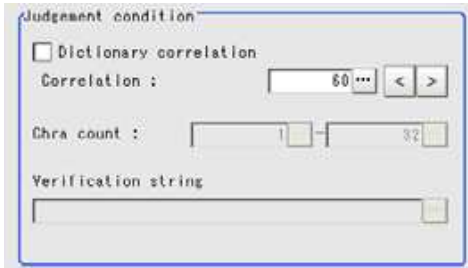 Judgement condition
Dictionary correlation
Correlation : 60 ... < >
Chra count : 1 - 32
Verification string